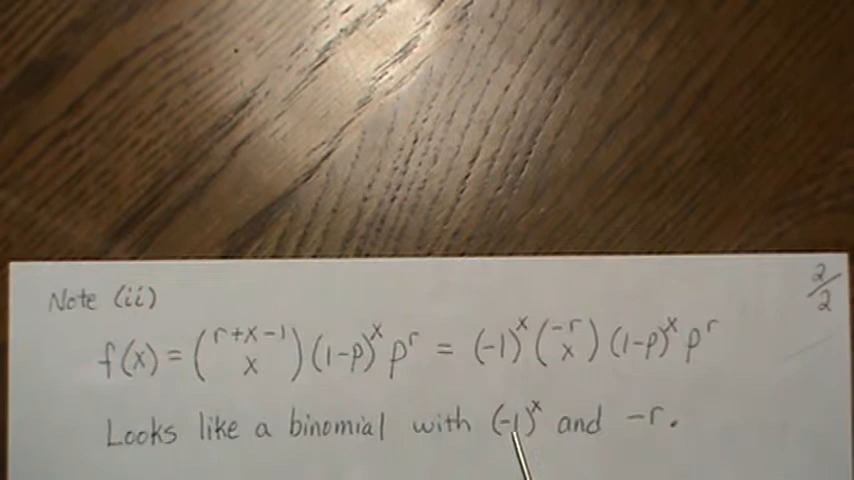 Note (ii)
2/2
f(x) = (r+x-1 x) (1-p)^x p^r = (-1)^x (-r x) (1-p)^x p^r
Looks like a binomial with (-1)^x and -r.